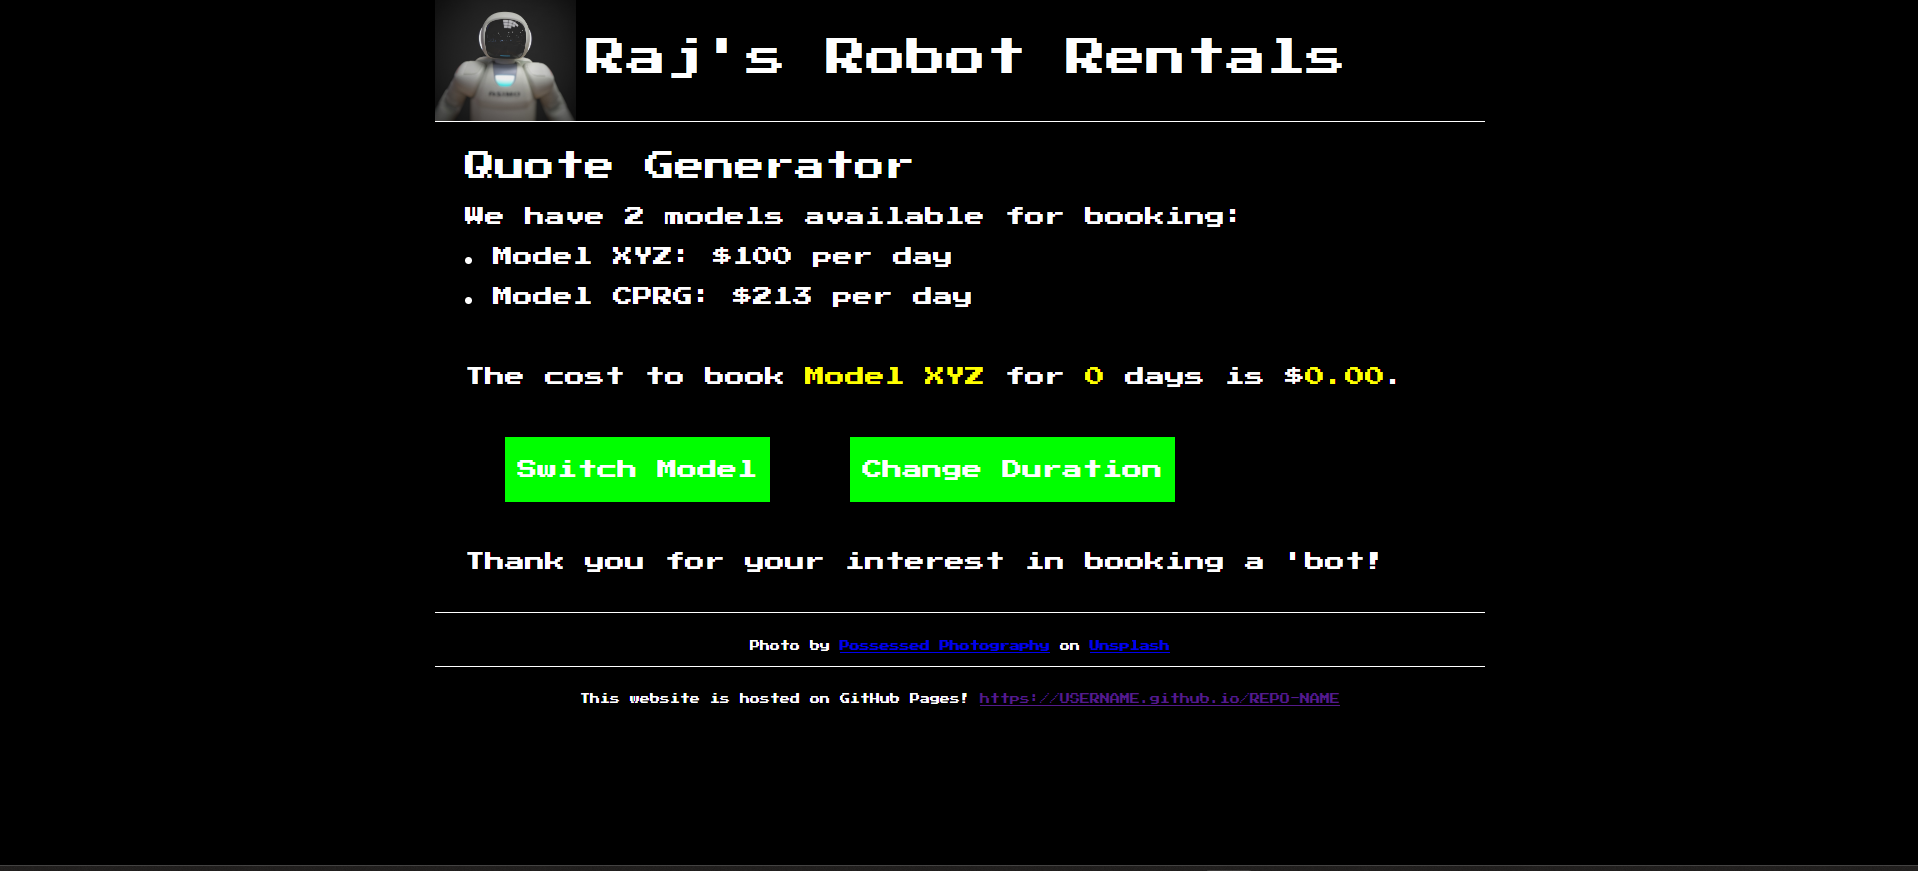 Raj's Robot Rentals
Quote Generator
We have 2 models available for booking:
• Model XYZ: $100 per day
• Model CPRG: $213 per day
The cost to book Model XYZ for 0 days is $0.00.
Switch Model
Change Duration
Thank you for your interest in booking a 'bot!
Photo by Possessed Photography on Unsplash
This website is hosted on GitHub Pages! https://USERNAME.github.io/REPO-NAME